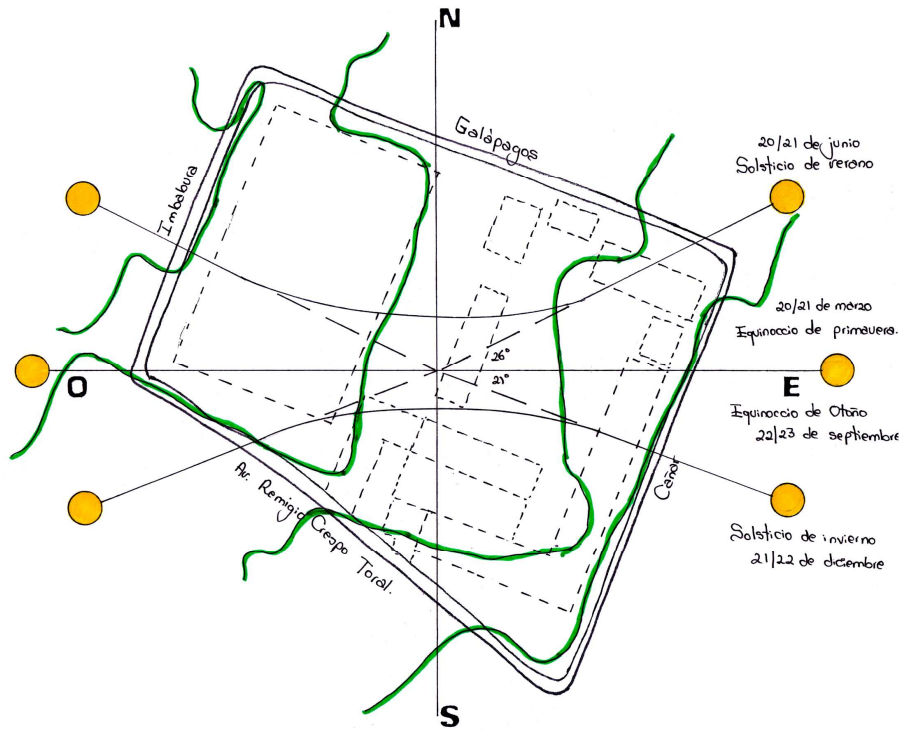 N
Galápagos
20/21 de junio
Solsticio de verano
Imbabura
20/21 de marzo
Equinoccio de primavera.
26°
21°
O
E
Equinoccio de Otoño
22/23 de septiembre
Cañar
Av. Remigio Crespo Toral.
Solsticio de invierno
21/22 de diciembre
S